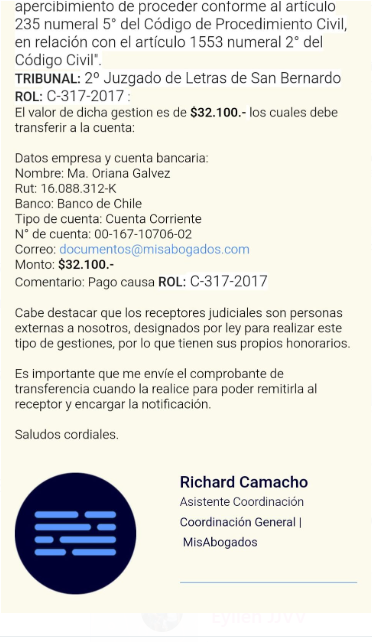 apercibimiento de proceder conforme al artículo
235 numeral 5° del Código de Procedimiento Civil,
en relación con el artículo 1553 numeral 2° del
Código Civil".
TRIBUNAL: 2º Juzgado de Letras de San Bernardo
ROL: C-317-2017 :
El valor de dicha gestion es de $32.100.- los cuales debe
transferir a la cuenta:
Datos empresa y cuenta bancaria:
Nombre: Ma. Oriana Galvez
Rut: 16.088.312-K
Banco: Banco de Chile
Tipo de cuenta: Cuenta Corriente
N° de cuenta: 00-167-10706-02
Correo: documentos@misabogados.com
Monto: $32.100.-
Comentario: Pago causa ROL: C-317-2017
Cabe destacar que los receptores judiciales son personas
externas a nosotros, designados por ley para realizar este
tipo de gestiones, por lo que tienen sus propios honorarios.
Es importante que me envíe el comprobante de
transferencia cuando la realice para poder remitirla al
receptor y encargar la notificación.
Saludos cordiales.
Richard Camacho
Asistente Coordinación
Coordinación General |
MisAbogados